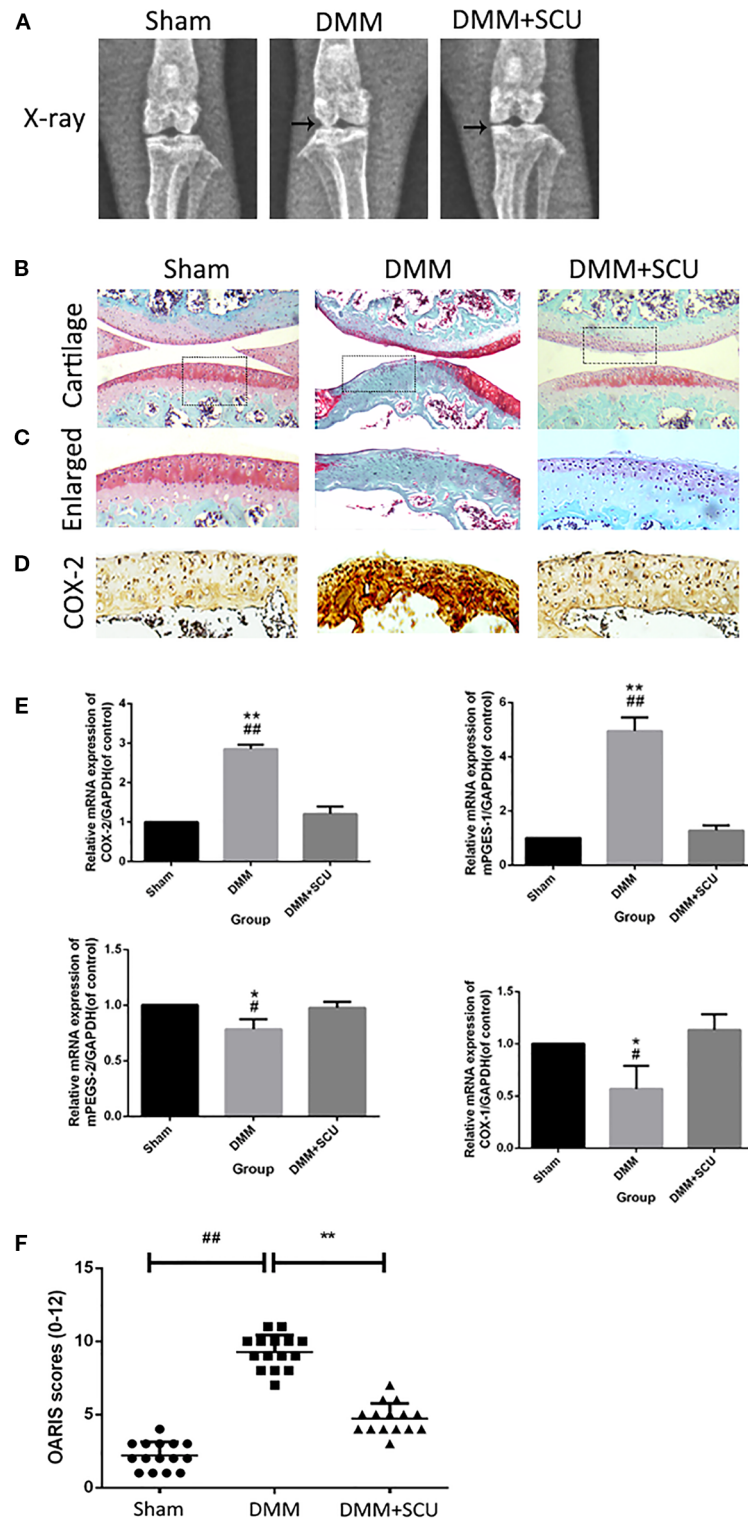 A
Sham DMM DMM+SCU
X-ray
B
Sham DMM DMM+SCU
Cartilage
C
Enlarged
D
COX-2
E
Relative mRNA expression of
COX-2/GAPDH(of control)
4
3
2
1
0
**
##
Sham DMM DMM+SCU
Group
Relative mRNA expression of
mPGES-1/GAPDH(of control)
6
4
2
0
**
##
Sham DMM DMM+SCU
Group
Relative mRNA expression of
mPEGS-2/GAPDH(of control)
1.5
1.0
0.5
0.0
*
#
Sham DMM DMM+SCU
Group
Relative mRNA expression of
COX-1/GAPDH(of control)
1.5
1.0
0.5
0.0
*
#
Sham DMM DMM+SCU
Group
F
## **
OARIS scores (0-12)
15
10
5
0
Sham DMM DMM+SCU